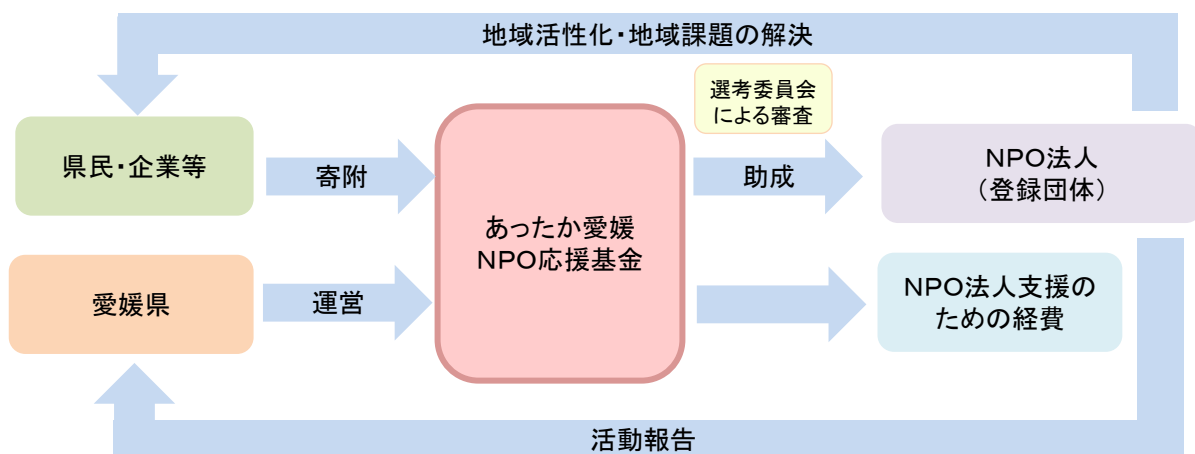 地域活性化・地域課題の解決
選考委員会
による審査
県民・企業等
寄附
あったか愛媛
NPO応援基金
助成
NPO法人
（登録団体）
愛媛県
運営
NPO法人支援の
ための経費
活動報告